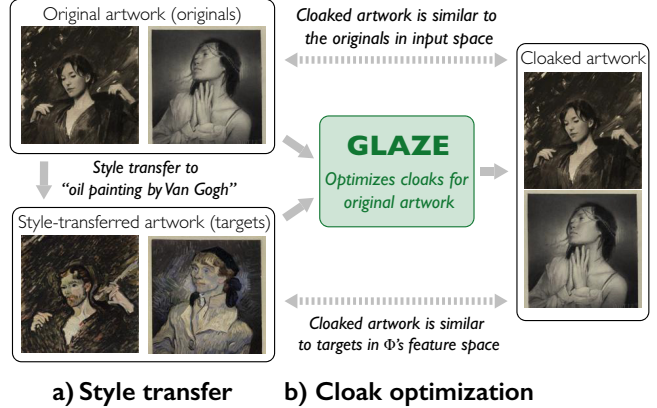 Original artwork (originals)
Cloaked artwork is similar to
the originals in input space
Cloaked artwork
Style transfer to
“oil painting by Van Gogh”
GLAZE
Optimizes cloaks for
original artwork
Style-transferred artwork (targets)
Cloaked artwork is similar
to targets in Φ's feature space
a) Style transfer
b) Cloak optimization